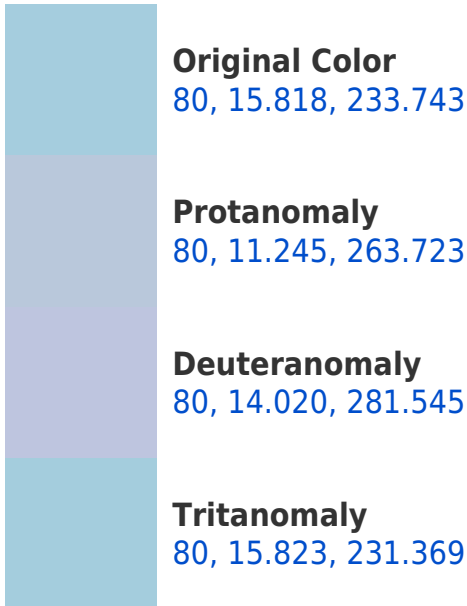 Original Color
80, 15.818, 233.743
Protanomaly
80, 11.245, 263.723
Deuteranomaly
80, 14.020, 281.545
Tritanomaly
80, 15.823, 231.369